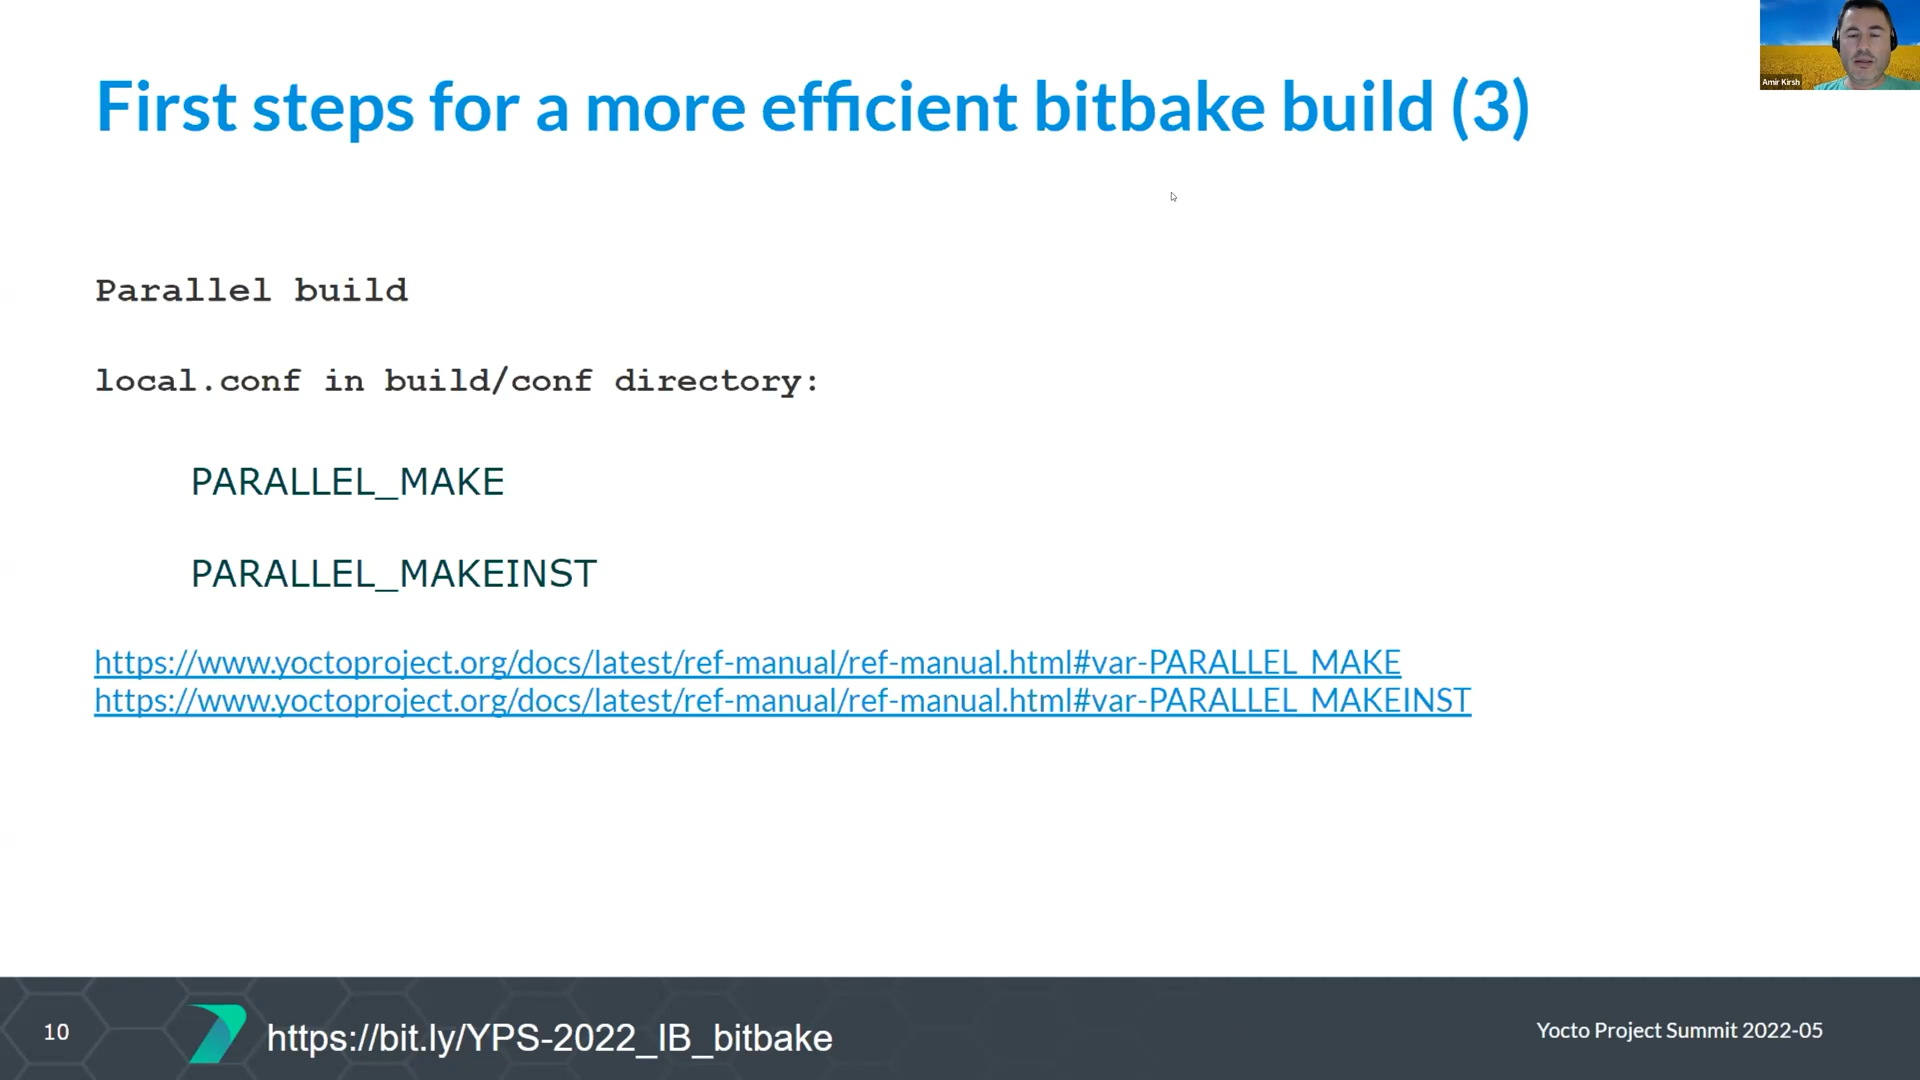 First steps for a more efficient bitbake build (3)
Amir Kirsh
Parallel build
local.conf in build/conf directory:
PARALLEL_MAKE
PARALLEL_MAKEINST
https://www.yoctoproject.org/docs/latest/ref-manual/ref-manual.html#var-PARALLEL_MAKE
https://www.yoctoproject.org/docs/latest/ref-manual/ref-manual.html#var-PARALLEL_MAKEINST
10
https://bit.ly/YPS-2022_IB_bitbake
Yocto Project Summit 2022-05